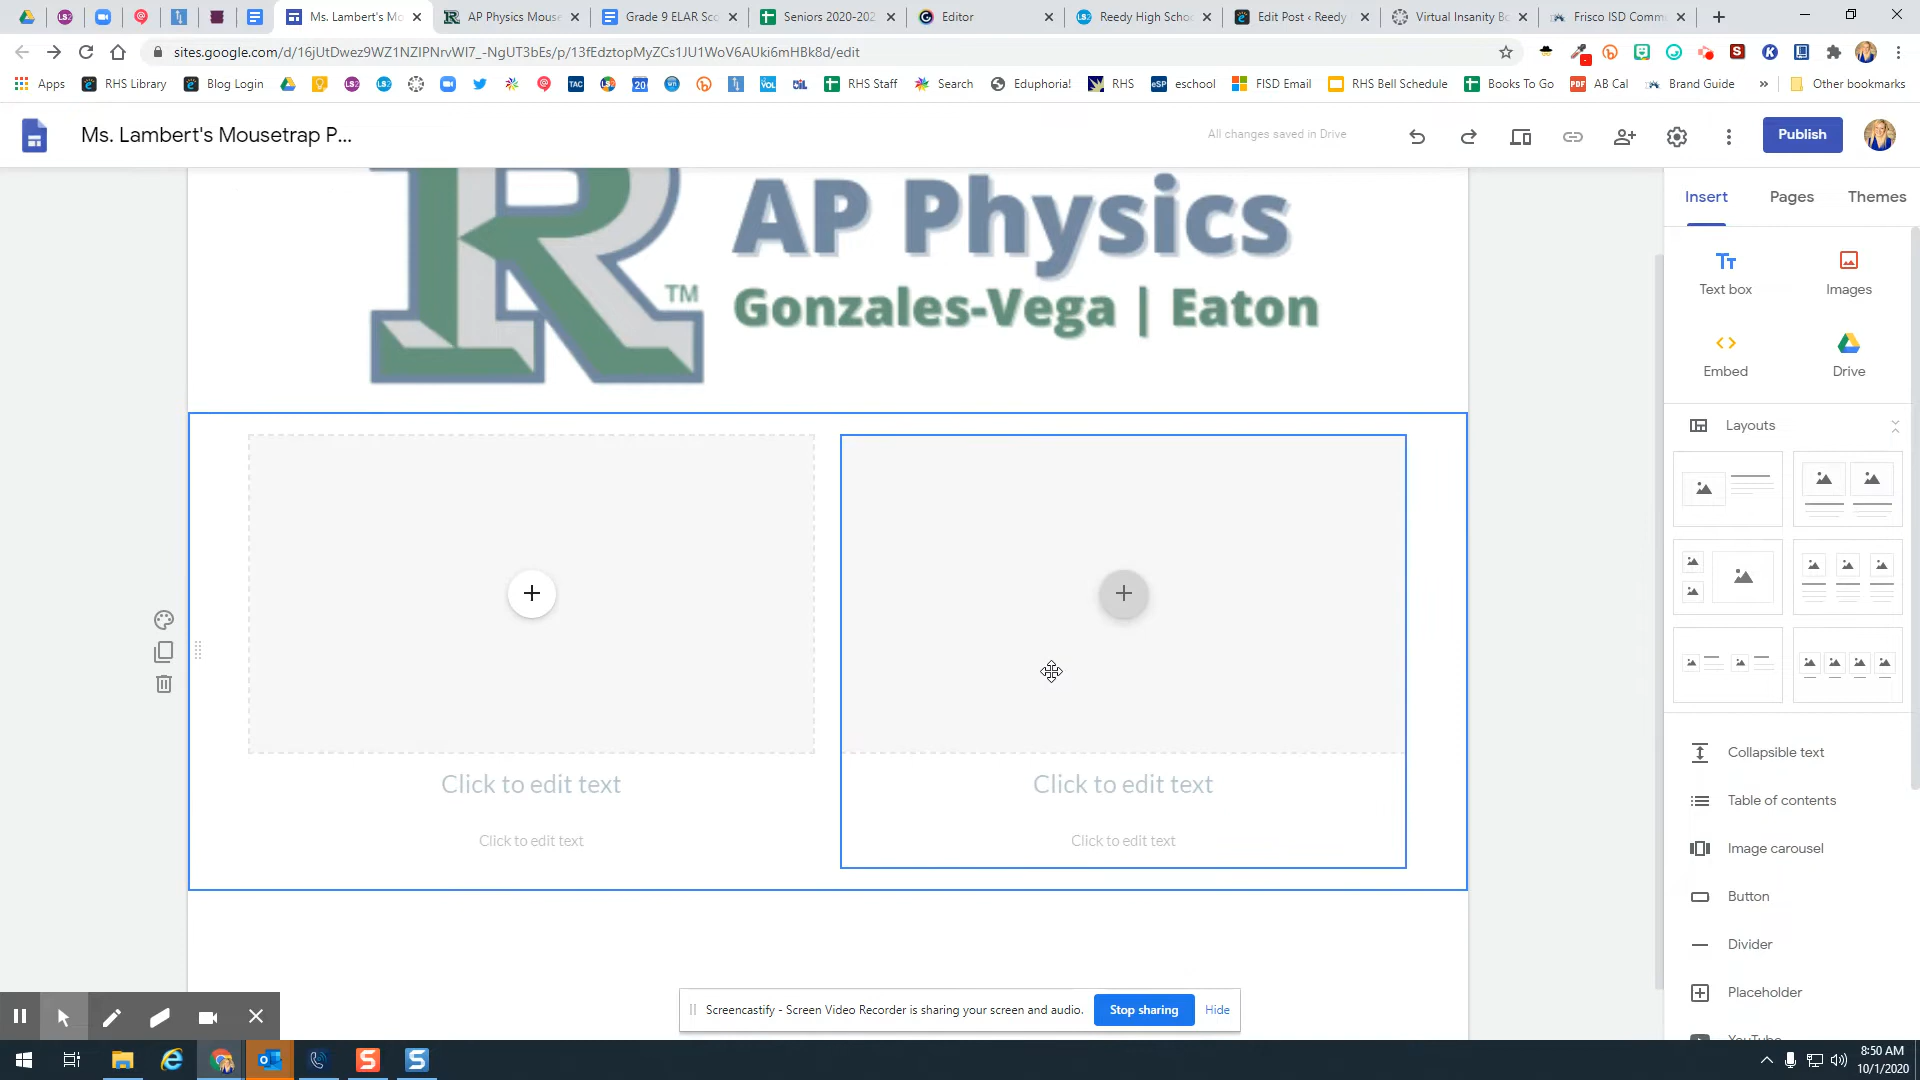 Ms. Lambert's Mo
AP Physics Mouse
Grade 9 ELAR Sco
Seniors 2020-202
Editor
Reedy High Schoo
Edit Post ‹ Reedy
Virtual Insanity Bo
Frisco ISD Comm
sites.google.com/d/16jUtDwez9WZ1NZIPNrvWI7_-NgUT3bEs/p/13fEdztopMyZCs1JU1WoV6AUki6mHBk8d/edit
Apps
RHS Library
Blog Login
RHS Staff
Search
Eduphoria!
RHS
eschool
FISD Email
RHS Bell Schedule
Books To Go
AB Cal
Brand Guide
Other bookmarks
Ms. Lambert's Mousetrap P...
All changes saved in Drive
Publish
R TM
AP Physics
Gonzales-Vega | Eaton
Click to edit text
Click to edit text
Click to edit text
Click to edit text
Insert
Pages
Themes
Text box
Images
Embed
Drive
Layouts
Collapsible text
Table of contents
Image carousel
Button
Divider
Placeholder
YouTube
Screencastify - Screen Video Recorder is sharing your screen and audio.
Stop sharing
Hide
8:50 AM
10/1/2020